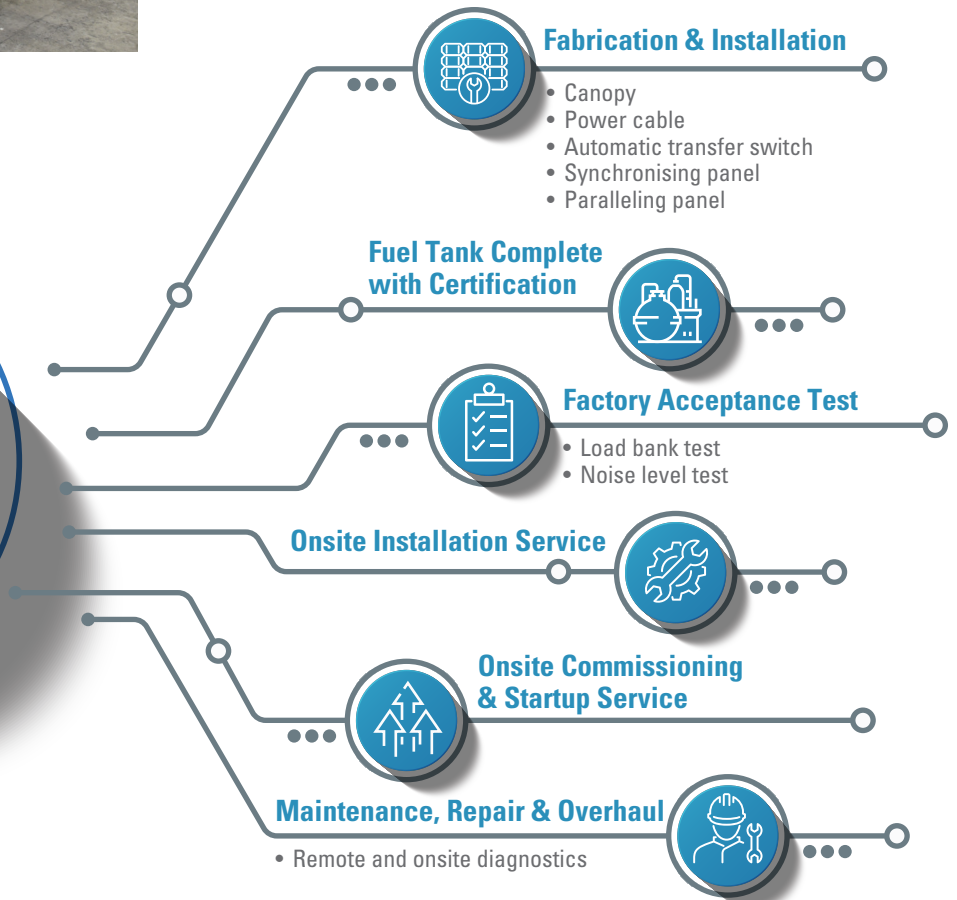 Fabrication & Installation
• Canopy
• Power cable
• Automatic transfer switch
• Synchronising panel
• Paralleling panel
Fuel Tank Complete
with Certification
Factory Acceptance Test
• Load bank test
• Noise level test
Onsite Installation Service
Onsite Commissioning
& Startup Service
Maintenance, Repair & Overhaul
• Remote and onsite diagnostics